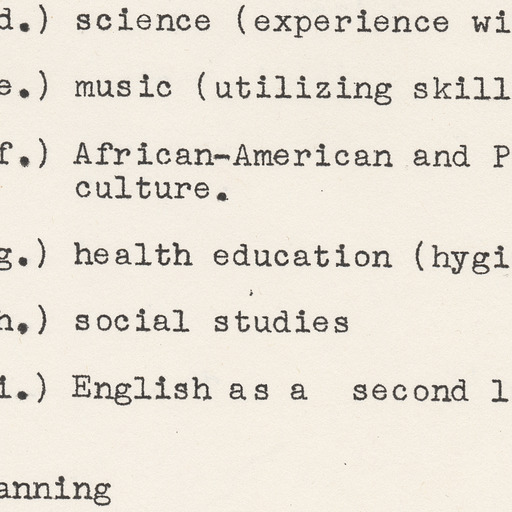 d.) science (experience wi
e.) music (utilizing skill
f.) African-American and P
culture.
g.) health education (hygi
h.) social studies
i.) English as a  second l
anning